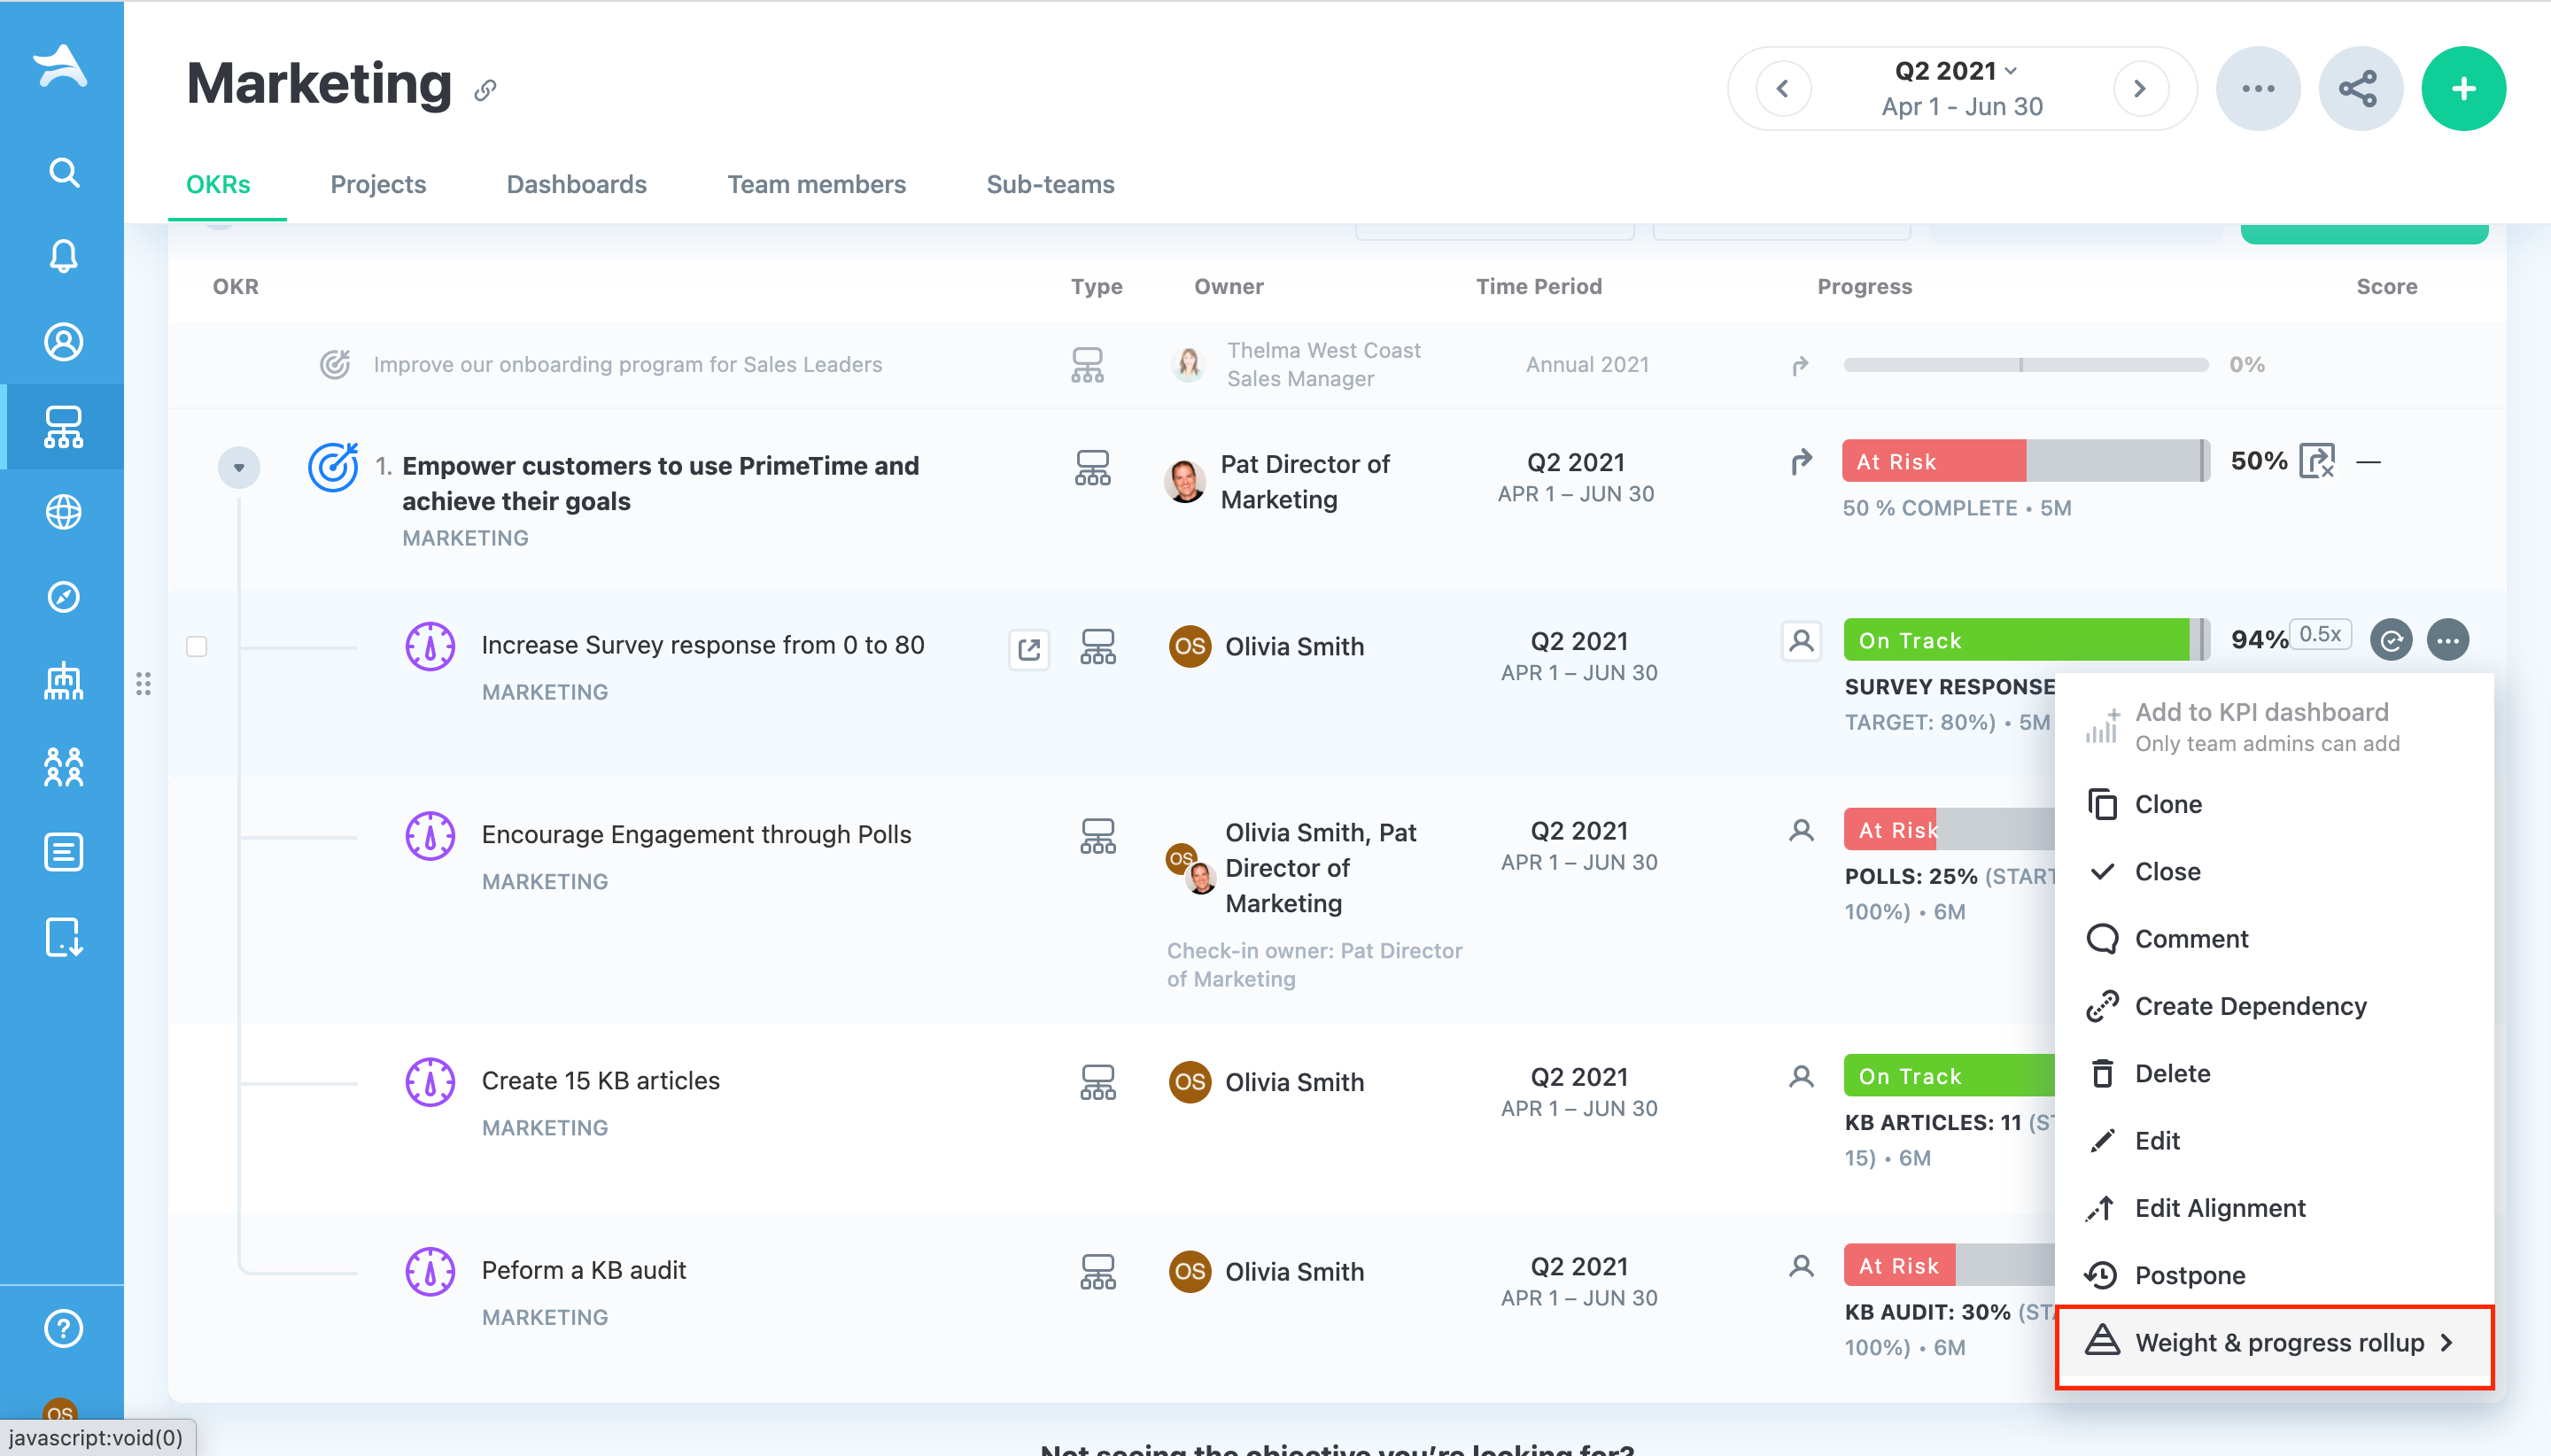 Marketing
Q2 2021
Apr 1 - Jun 30
OKRs
Projects
Dashboards
Team members
Sub-teams
OKR
Type
Owner
Time Period
Progress
Score
Improve our onboarding program for Sales Leaders
Thelma West Coast
Sales Manager
Annual 2021
0%
1. Empower customers to use PrimeTime and
achieve their goals
MARKETING
Pat Director of
Marketing
Q2 2021
APR 1 – JUN 30
At Risk
50%
—
50 % COMPLETE • 5M
Increase Survey response from 0 to 80
MARKETING
OS
Olivia Smith
Q2 2021
APR 1 – JUN 30
On Track
94%
0.5x
SURVEY RESPONSE
TARGET: 80%) • 5M
Encourage Engagement through Polls
MARKETING
OS
Olivia Smith, Pat
Director of
Marketing
Check-in owner: Pat Director
of Marketing
Q2 2021
APR 1 – JUN 30
At Risk
POLLS: 25% (START
100%) • 6M
Create 15 KB articles
MARKETING
OS
Olivia Smith
Q2 2021
APR 1 – JUN 30
On Track
KB ARTICLES: 11 (ST
15) • 6M
Peform a KB audit
MARKETING
OS
Olivia Smith
Q2 2021
APR 1 – JUN 30
At Risk
KB AUDIT: 30% (STA
100%) • 6M
Add to KPI dashboard
Only team admins can add
Clone
Close
Comment
Create Dependency
Delete
Edit
Edit Alignment
Postpone
Weight & progress rollup
OS
javascript:void(0)
Not seeing the objective you're looking for?